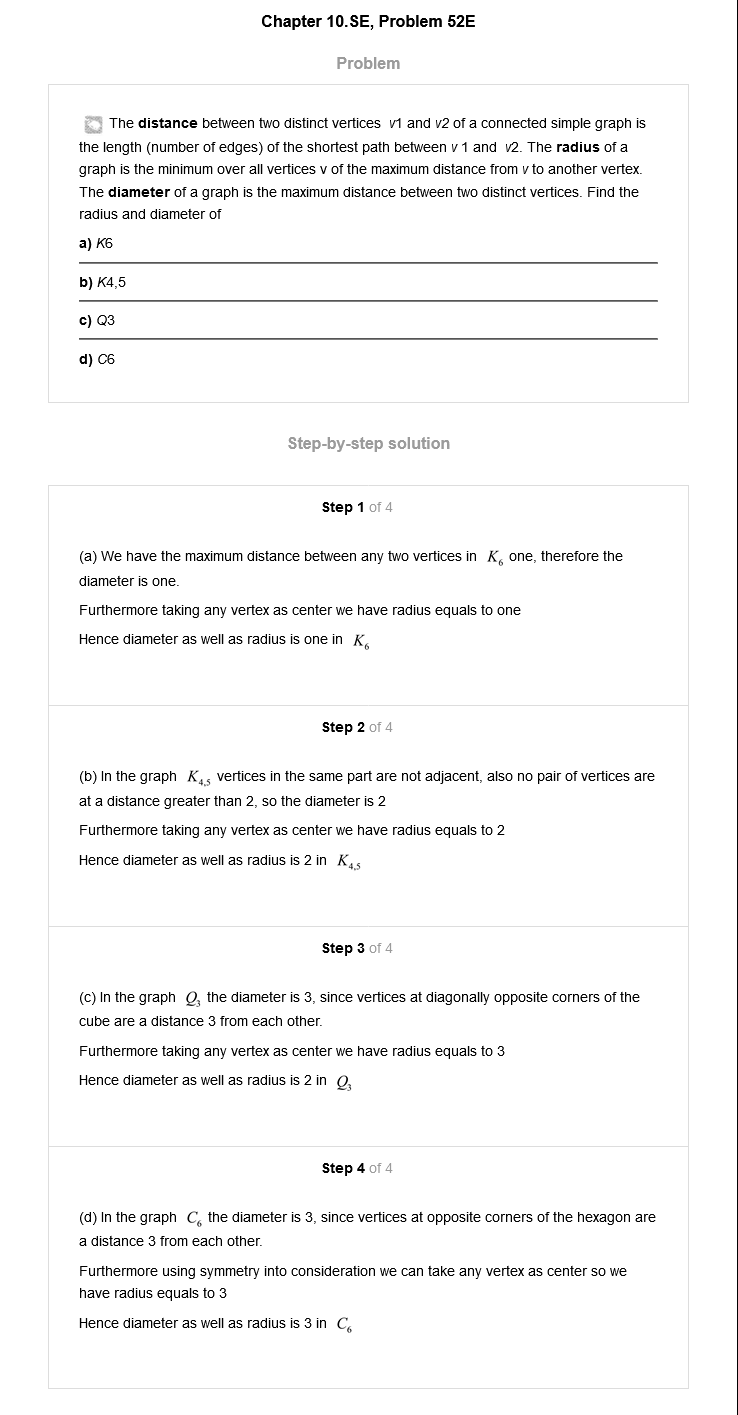 Chapter 10.SE, Problem 52E
Problem
The distance between two distinct vertices v1 and v2 of a connected simple graph is
the length (number of edges) of the shortest path between v 1 and v2. The radius of a
graph is the minimum over all vertices v of the maximum distance from v to another vertex.
The diameter of a graph is the maximum distance between two distinct vertices. Find the
radius and diameter of
a) K6
b) K4,5
c) Q3
d) C6
Step-by-step solution
Step 1 of 4
(a) We have the maximum distance between any two vertices in K₆ one, therefore the
diameter is one.
Furthermore taking any vertex as center we have radius equals to one
Hence diameter as well as radius is one in K₆
Step 2 of 4
(b) In the graph K₄,₅ vertices in the same part are not adjacent, also no pair of vertices are
at a distance greater than 2, so the diameter is 2
Furthermore taking any vertex as center we have radius equals to 2
Hence diameter as well as radius is 2 in K₄,₅
Step 3 of 4
(c) In the graph Q₃ the diameter is 3, since vertices at diagonally opposite corners of the
cube are a distance 3 from each other.
Furthermore taking any vertex as center we have radius equals to 3
Hence diameter as well as radius is 2 in Q₃
Step 4 of 4
(d) In the graph C₆ the diameter is 3, since vertices at opposite corners of the hexagon are
a distance 3 from each other.
Furthermore using symmetry into consideration we can take any vertex as center so we
have radius equals to 3
Hence diameter as well as radius is 3 in C₆